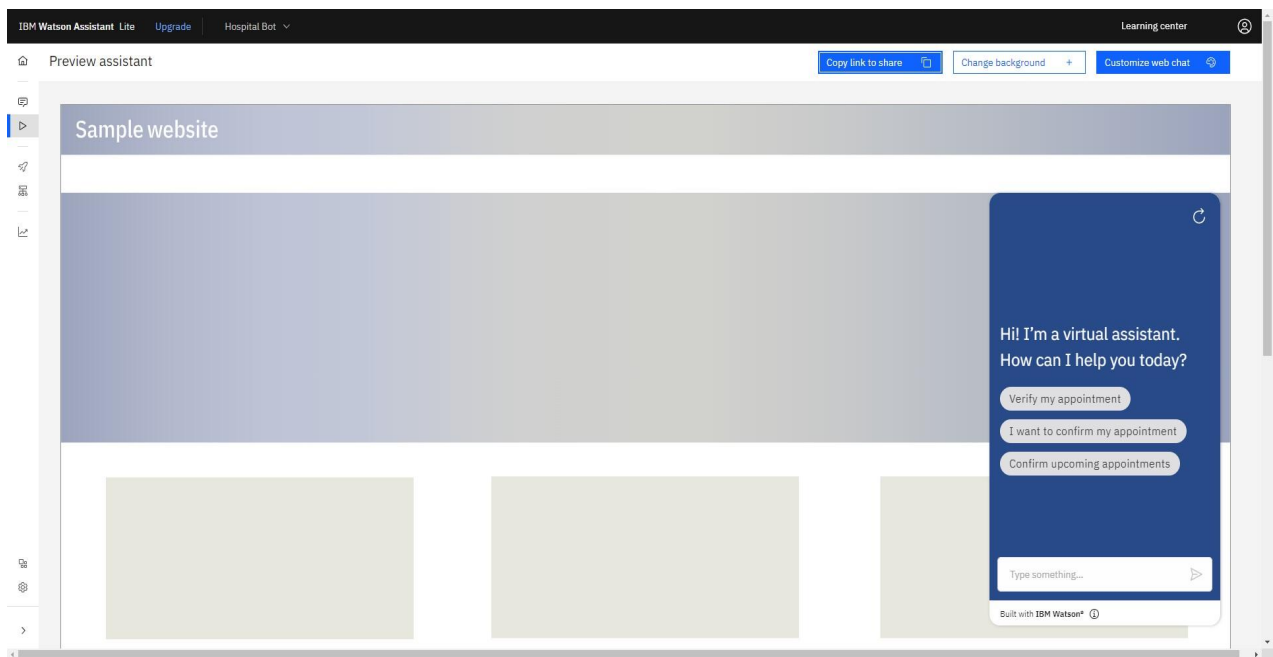 IBM Watson Assistant Lite Upgrade Hospital Bot Learning center
Preview assistant Copy link to share Change background + Customize web chat
Sample website
Hi! I'm a virtual assistant.
How can I help you today?
Verify my appointment
I want to confirm my appointment
Confirm upcoming appointments
Type something...
Built with IBM Watson®